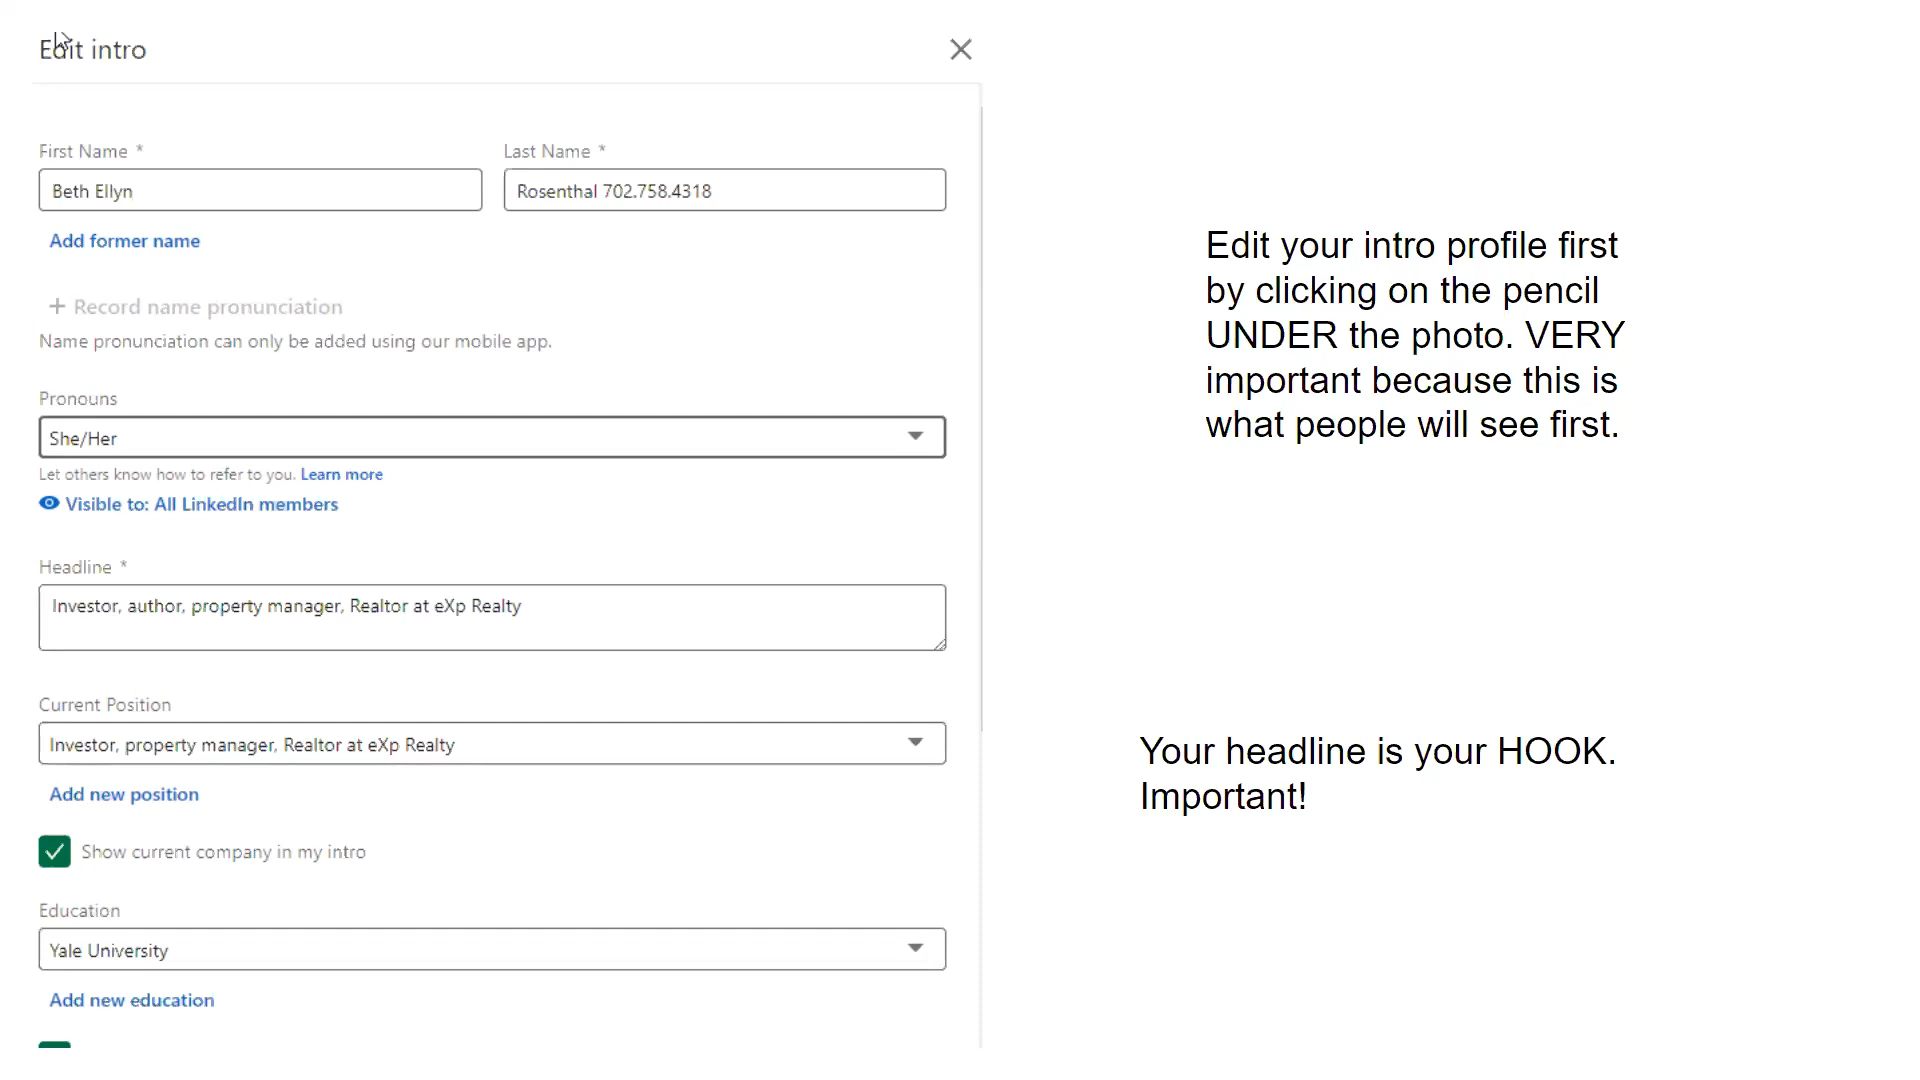 Edit intro
First Name *
Last Name *
Beth Ellyn
Rosenthal 702.758.4318
Add former name
+ Record name pronunciation
Name pronunciation can only be added using our mobile app.
Pronouns
She/Her
Let others know how to refer to you. Learn more
Visible to: All LinkedIn members
Headline *
Investor, author, property manager, Realtor at eXp Realty
Current Position
Investor, property manager, Realtor at eXp Realty
Add new position
Show current company in my intro
Education
Yale University
Add new education
Edit your intro profile first
by clicking on the pencil
UNDER the photo. VERY
important because this is
what people will see first.
Your headline is your HOOK.
Important!